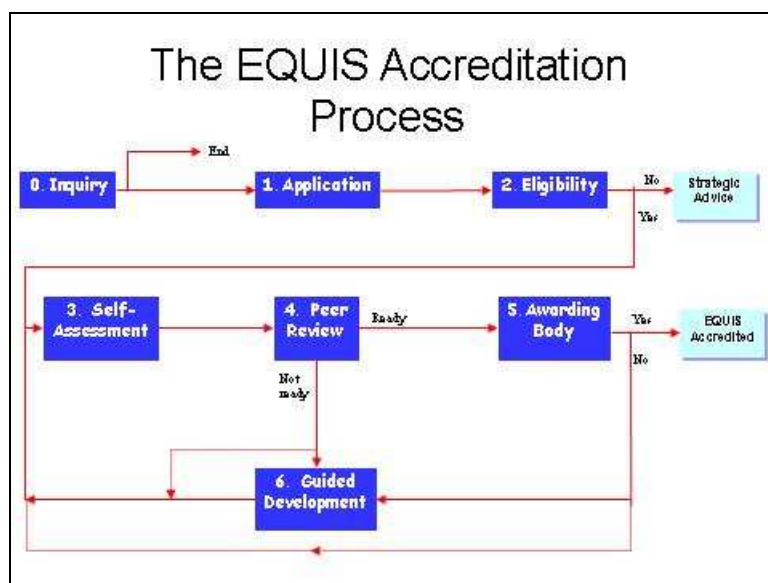 The EQUIS Accreditation
Process
End
0. Inquiry
1. Application
2. Eligibility
No
Yes
Strategic
Advice
3. Self-
Assessment
4. Peer
Review
Ready
5. Awarding
Body
Yes
No
EQUIS
Accredited
Not
ready
6. Guided
Development